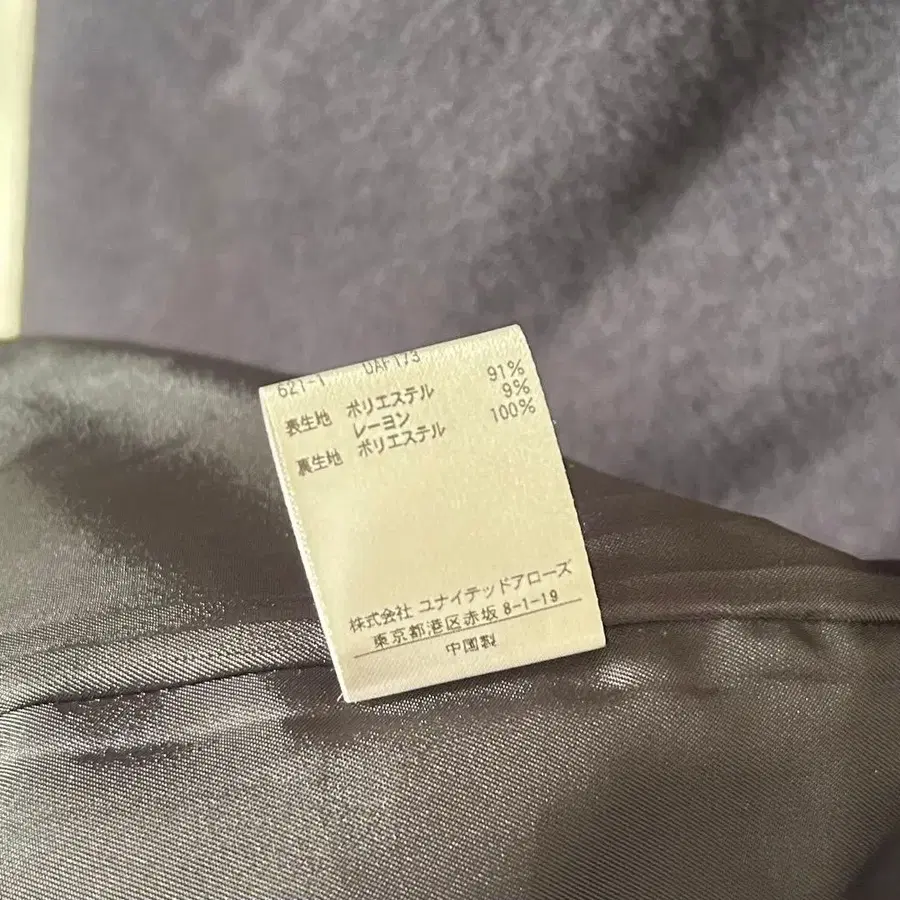 621-1 UAF173
表生地 ポリエステル 91%
レーヨン 9%
裏生地 ポリエステル 100%
株式会社 ユナイテッドアローズ
東京都港区赤坂 8-1-19
中国製